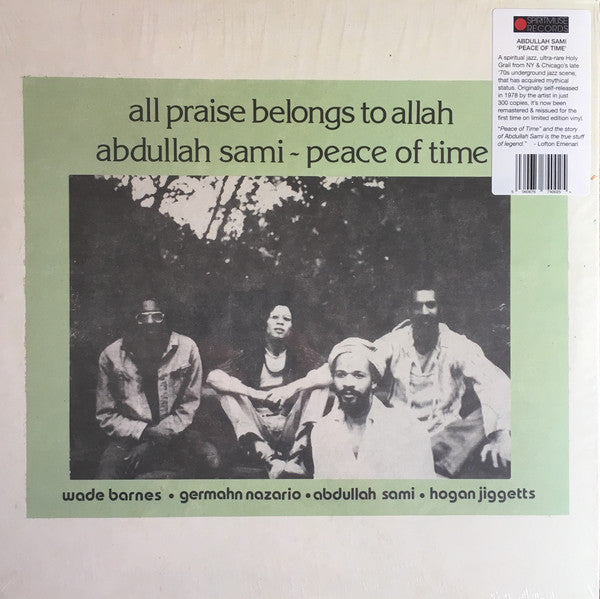 SPIRITMUSE
RECORDS
ABDULLAH SAMI
'PEACE OF TIME'
A spiritual jazz, ultra-rare Holy
Grail from NY & Chicago's late
'70s underground jazz scene,
that has acquired mythical
status. Originally self-released
in 1978 by the artist in just
300 copies, it's now been
remastered & reissued for the
first time on limited edition vinyl.
"Peace of Time" and the story
of Abdullah Sami is the true stuff
of legend." - Lofton Emenari
all praise belongs to allah
abdullah sami ~ peace of time
wade barnes • germahn nazario • abdullah sami • hogan jiggetts